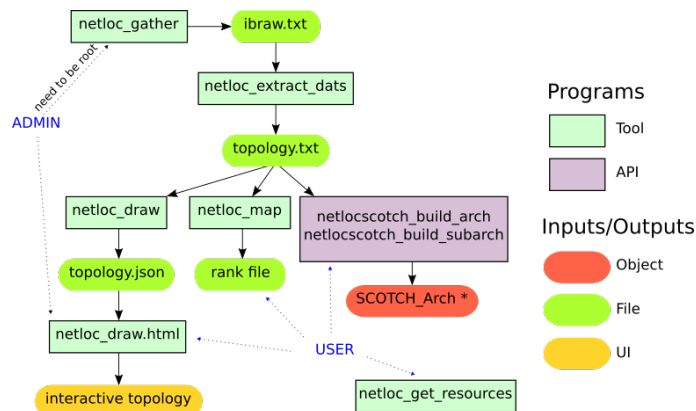 netloc_gather
ibraw.txt
need to be root
netloc_extract_dats
ADMIN
topology.txt
netloc_draw
netloc_map
netlocscotch_build_arch
netlocscotch_build_subarch
topology.json
rank file
SCOTCH_Arch *
netloc_draw.html
USER
interactive topology
netloc_get_resources
Programs
Tool
API
Inputs/Outputs
Object
File
UI